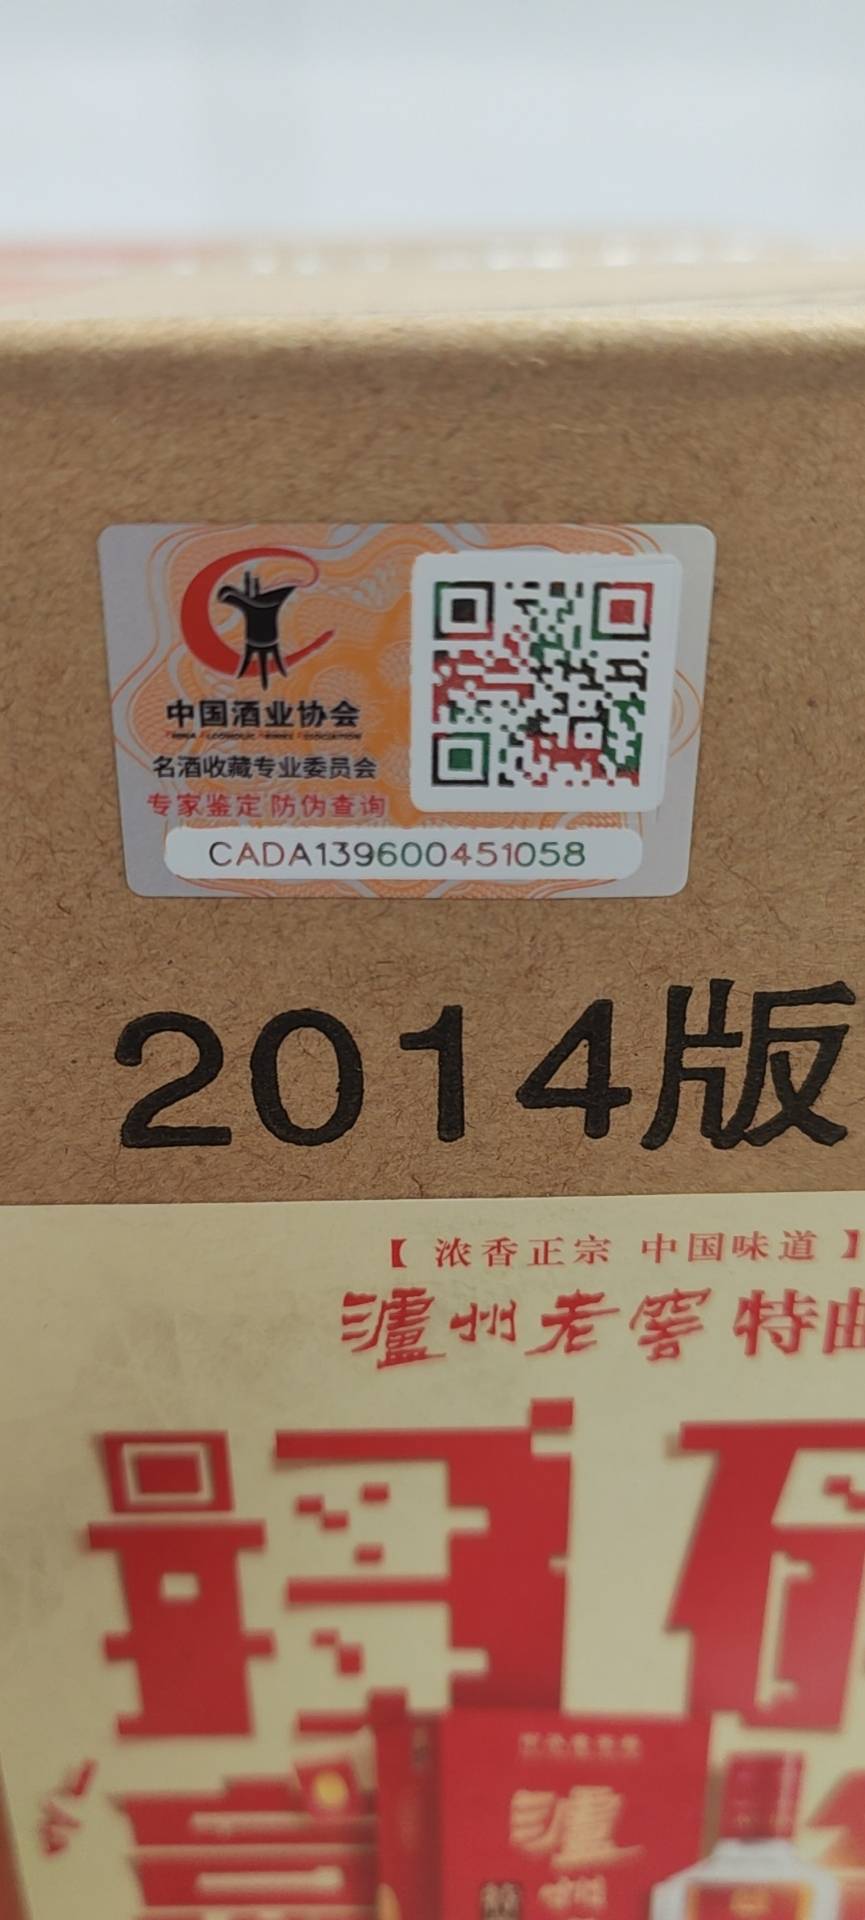 中国酒业协会
名酒收藏专业委员会
专家鉴定 防伪查询
CADA139600451058
2014版
【 浓香正宗 中国味道 】
泸州老窖 特曲
瀘